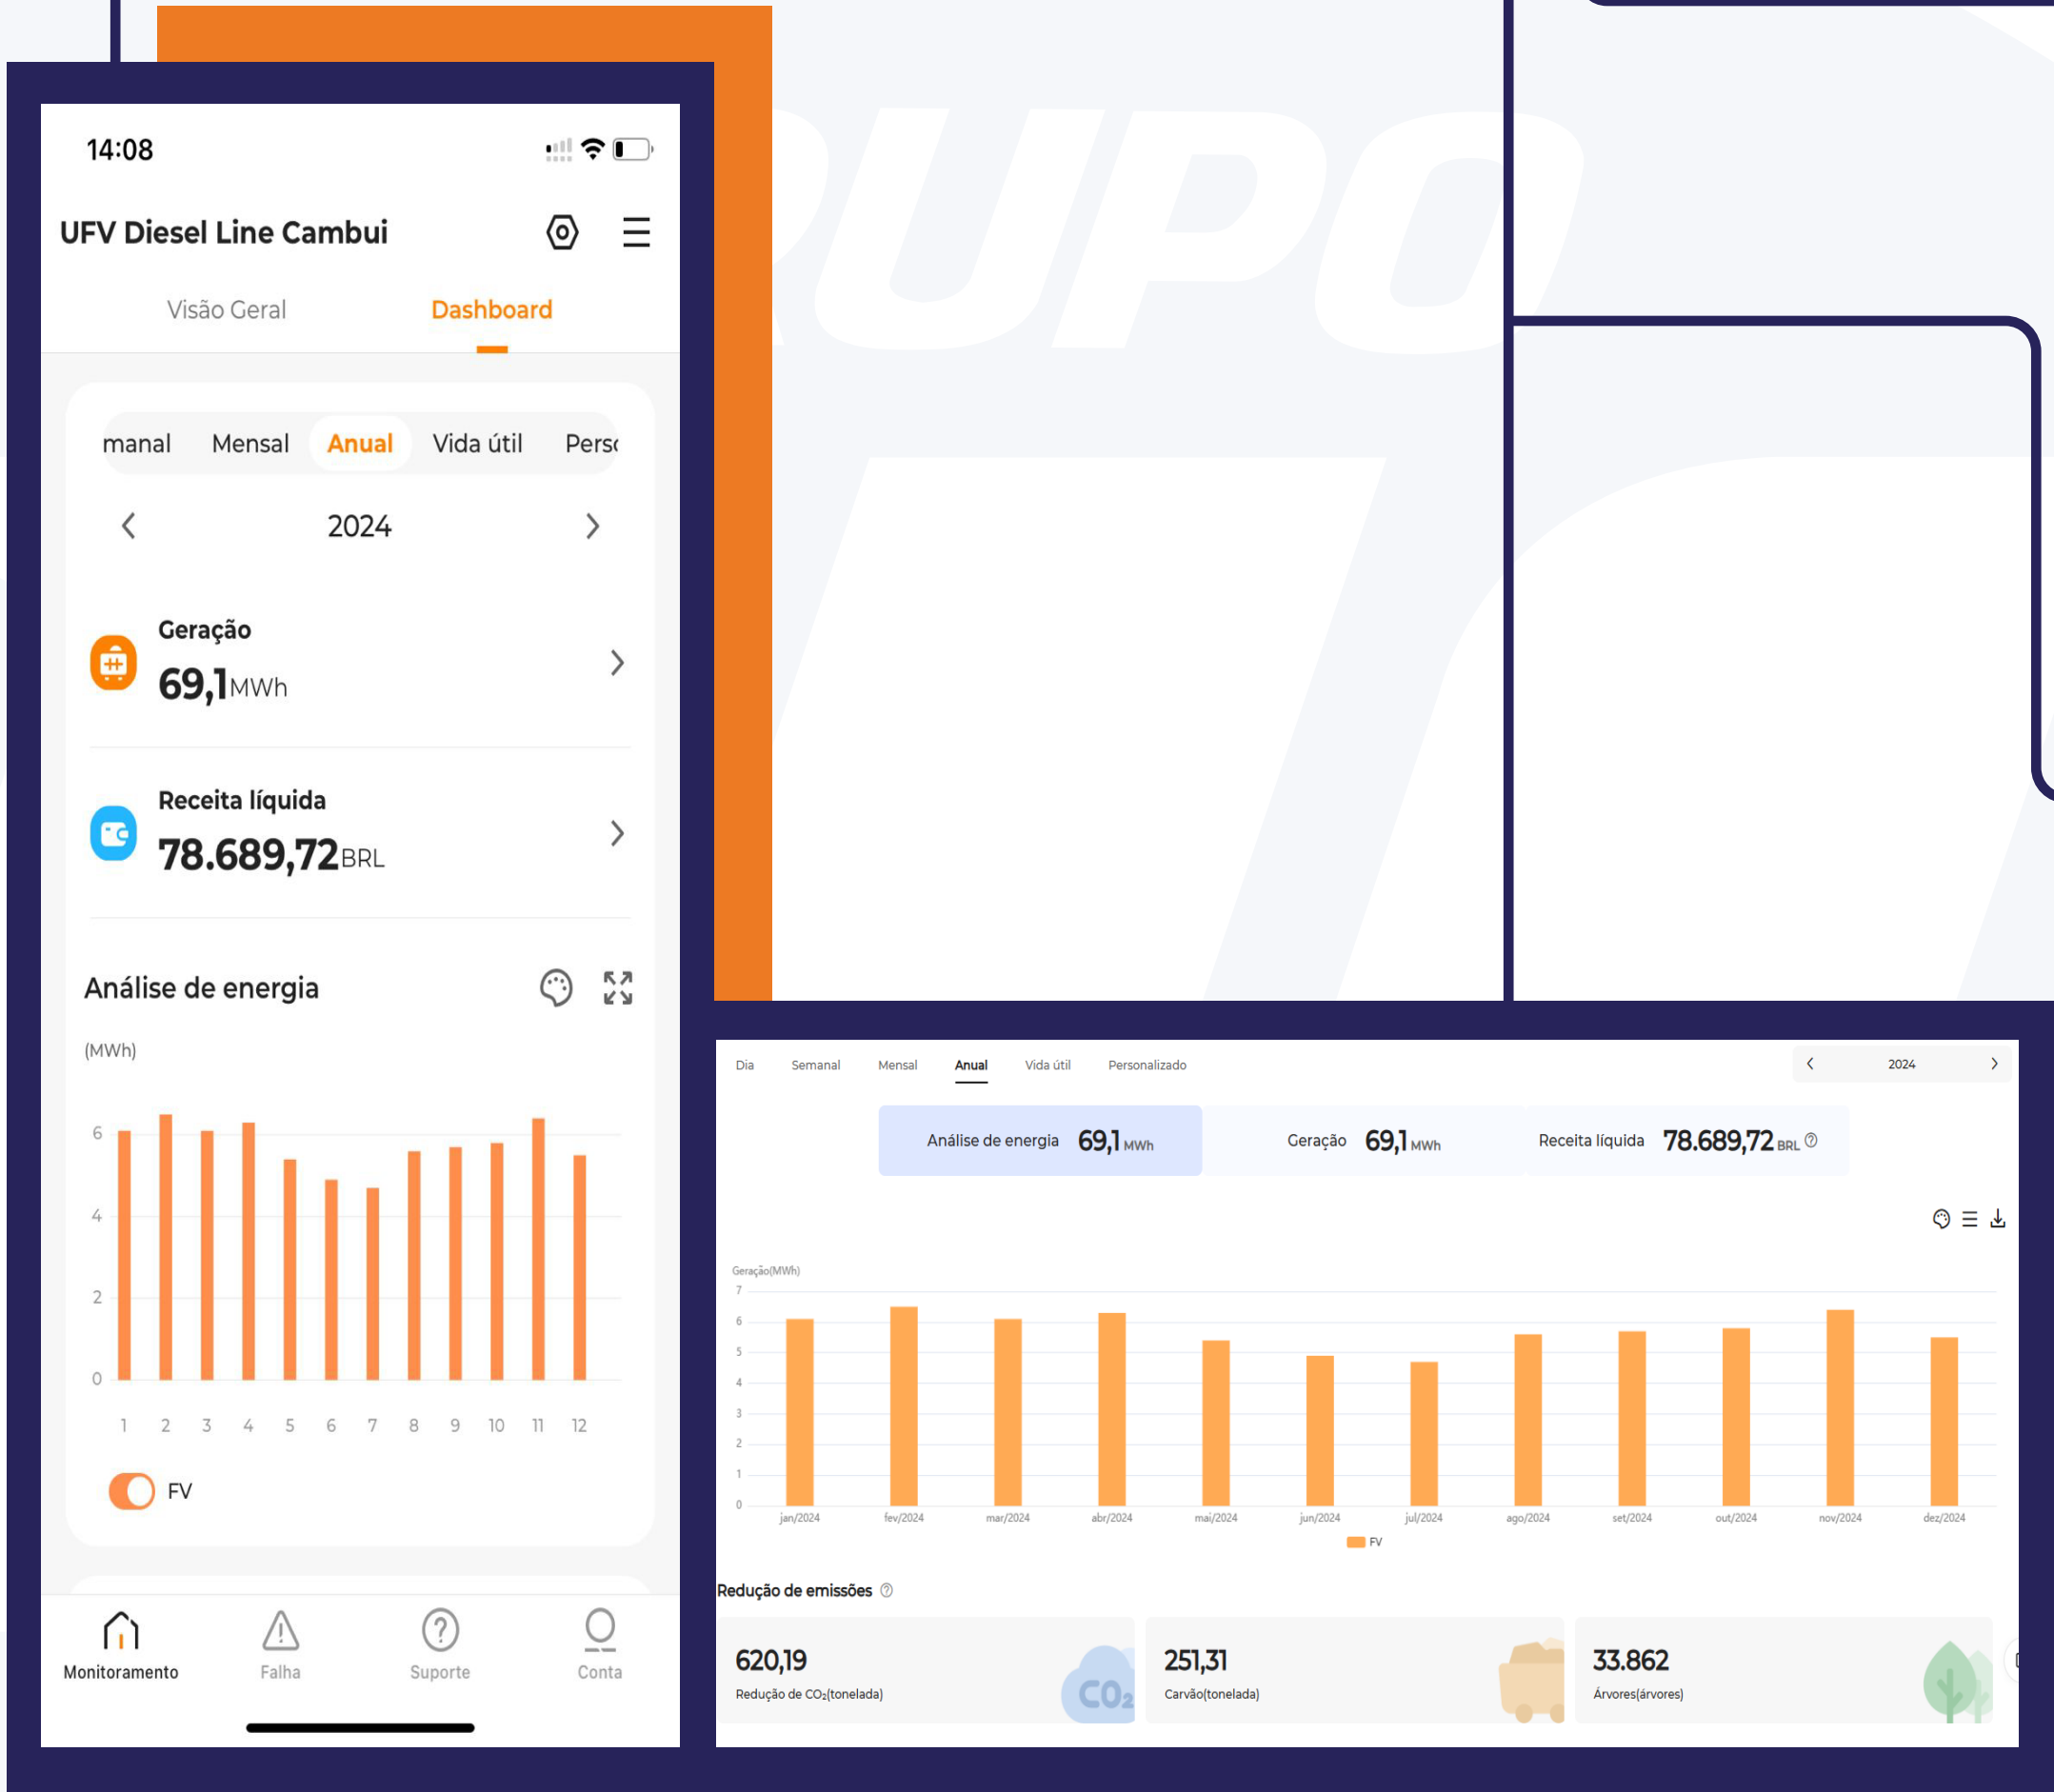 RUPO
14:08
UFV Diesel Line Cambui
Visão Geral Dashboard
manal Mensal Anual Vida útil Perso
2024
Geração
69,1MWh
Receita líquida
78.689,72BRL
Análise de energia
(MWh)
6
4
2
0
1 2 3 4 5 6 7 8 9 10 11 12
FV
Monitoramento Falha Suporte Conta
Dia Semanal Mensal Anual Vida útil Personalizado 2024
Análise de energia 69,1 MWh Geração 69,1 MWh Receita líquida 78.689,72 BRL
Geração(MWh)
7
6
5
4
3
2
1
0
jan/2024 fev/2024 mar/2024 abr/2024 mai/2024 jun/2024 jul/2024 ago/2024 set/2024 out/2024 nov/2024 dez/2024
FV
Redução de emissões
620,19
Redução de CO₂(tonelada)
CO₂
251,31
Carvão(tonelada)
33.862
Árvores(árvores)